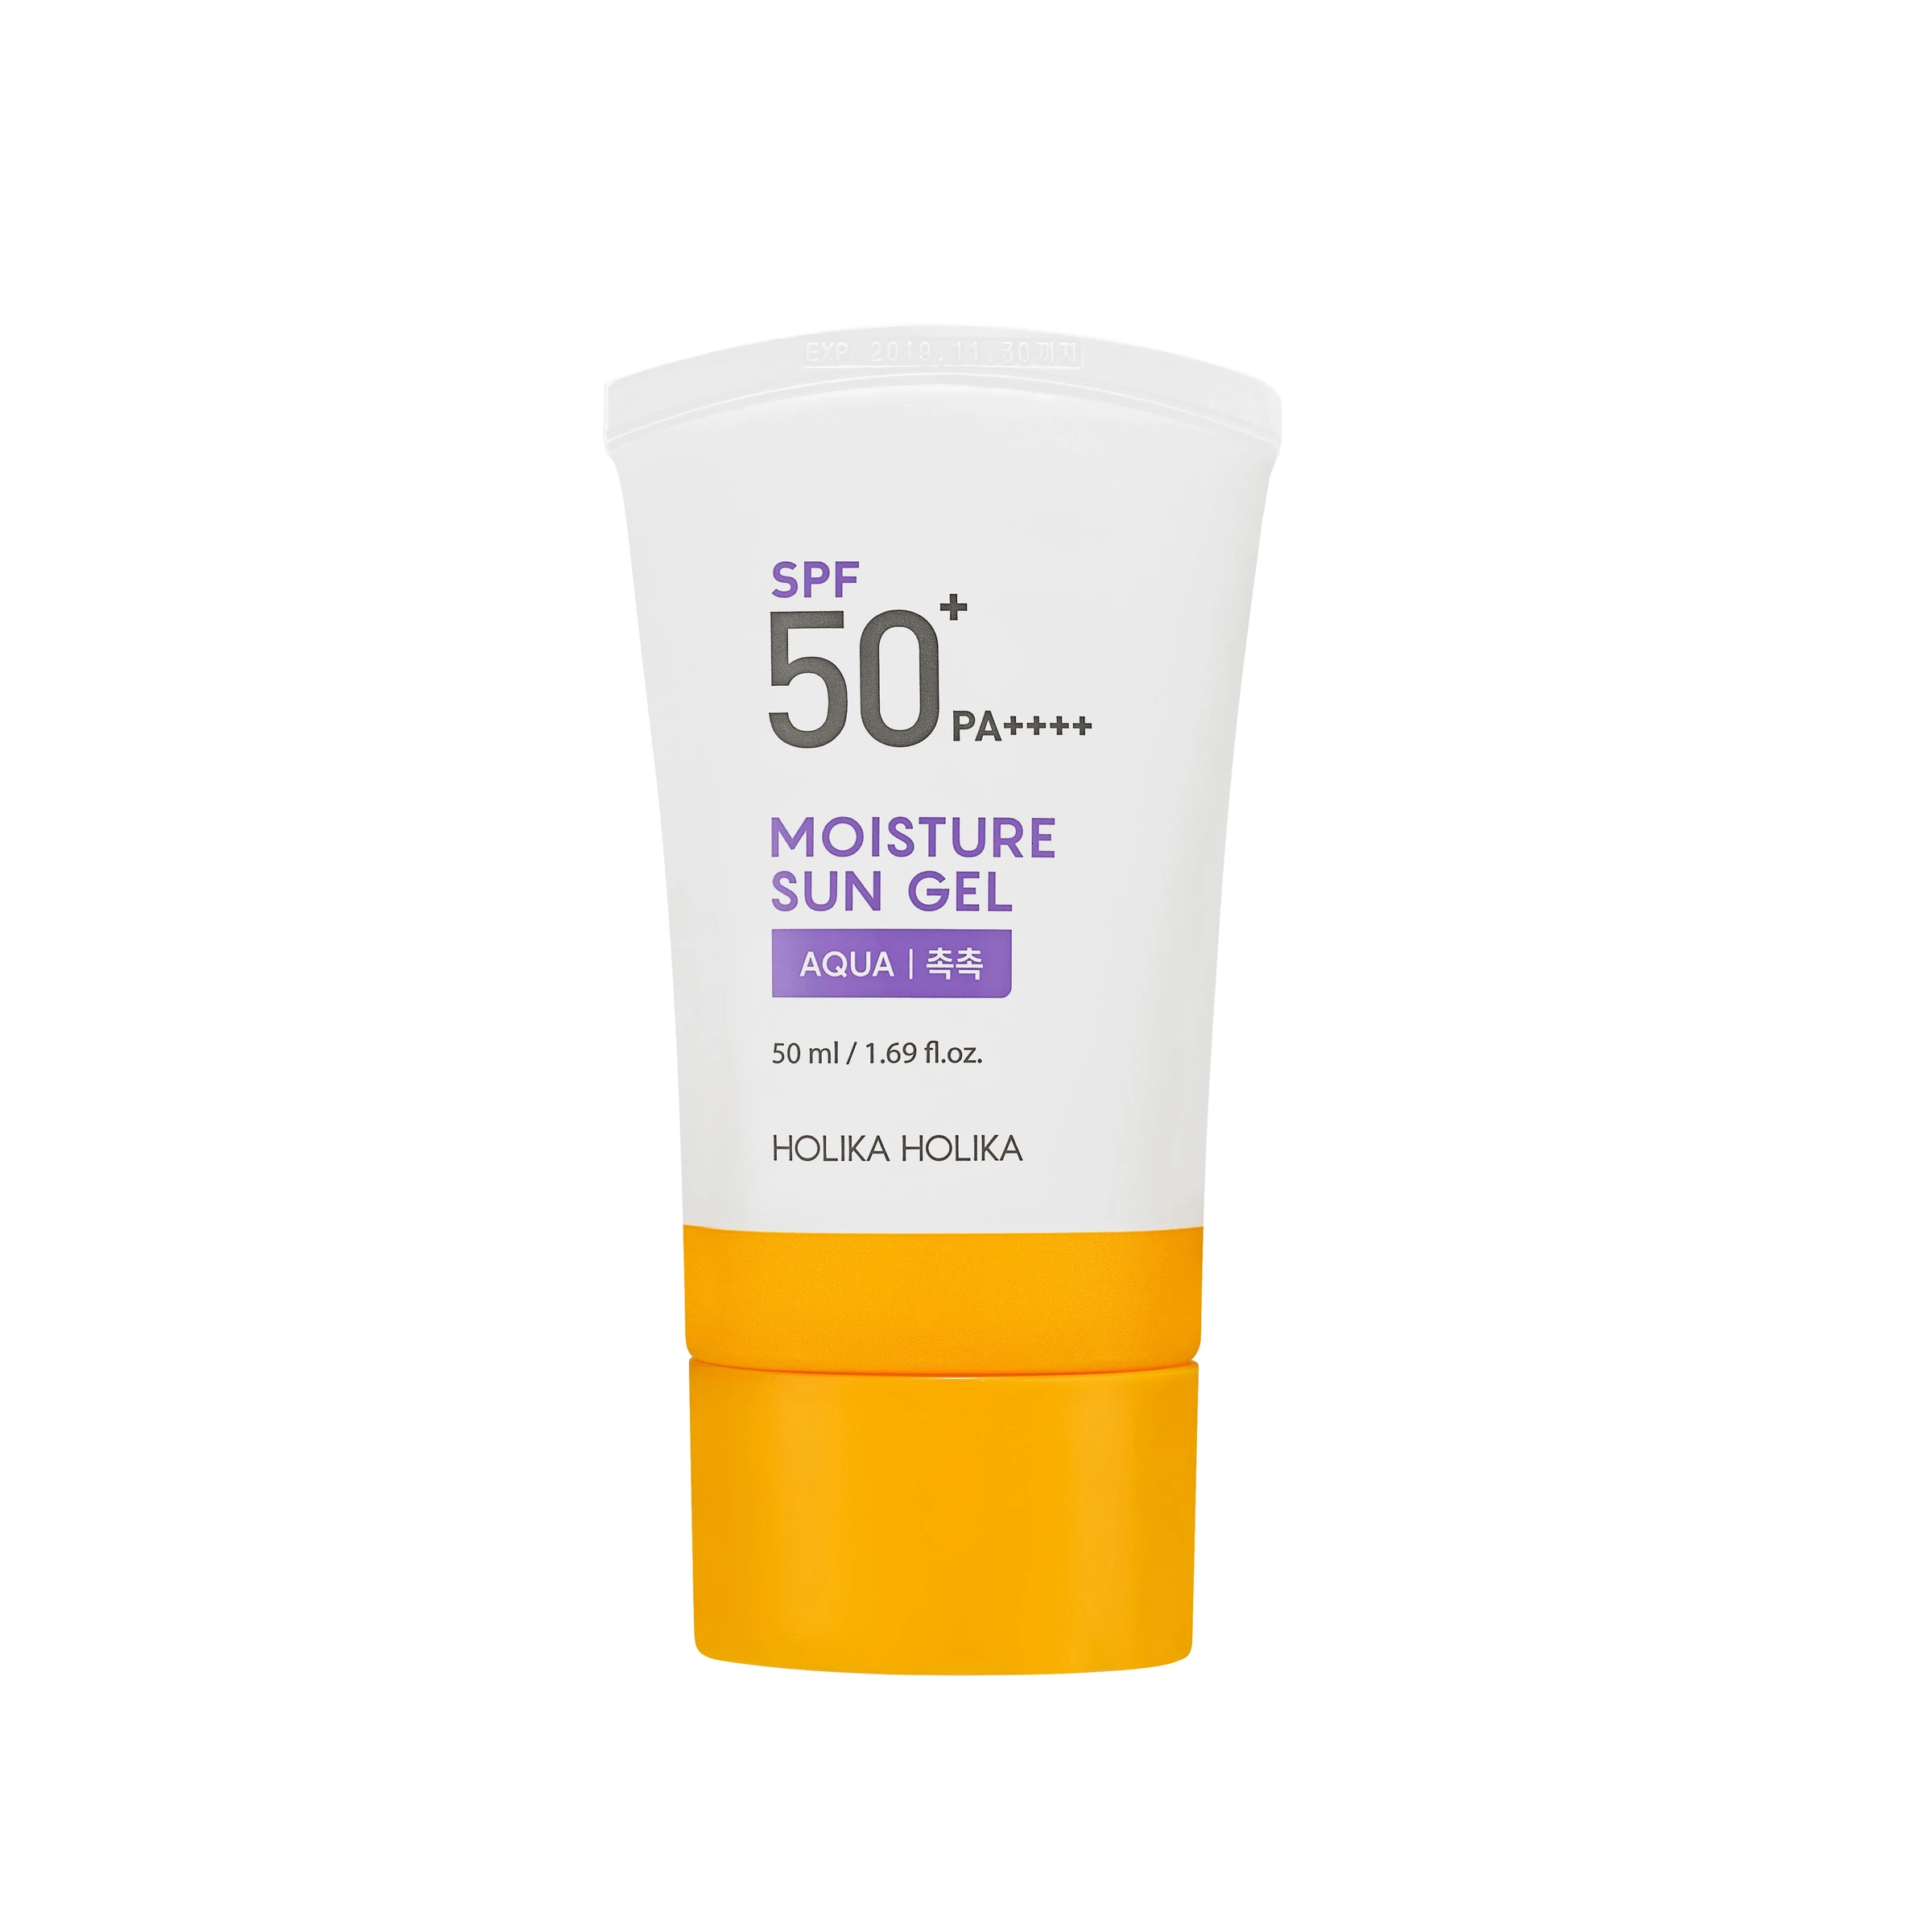 EXP 2019.11.30까지
SPF
50+
PA++++
MOISTURE
SUN GEL
AQUA | 촉촉
50 ml / 1.69 fl.oz.
HOLIKA HOLIKA